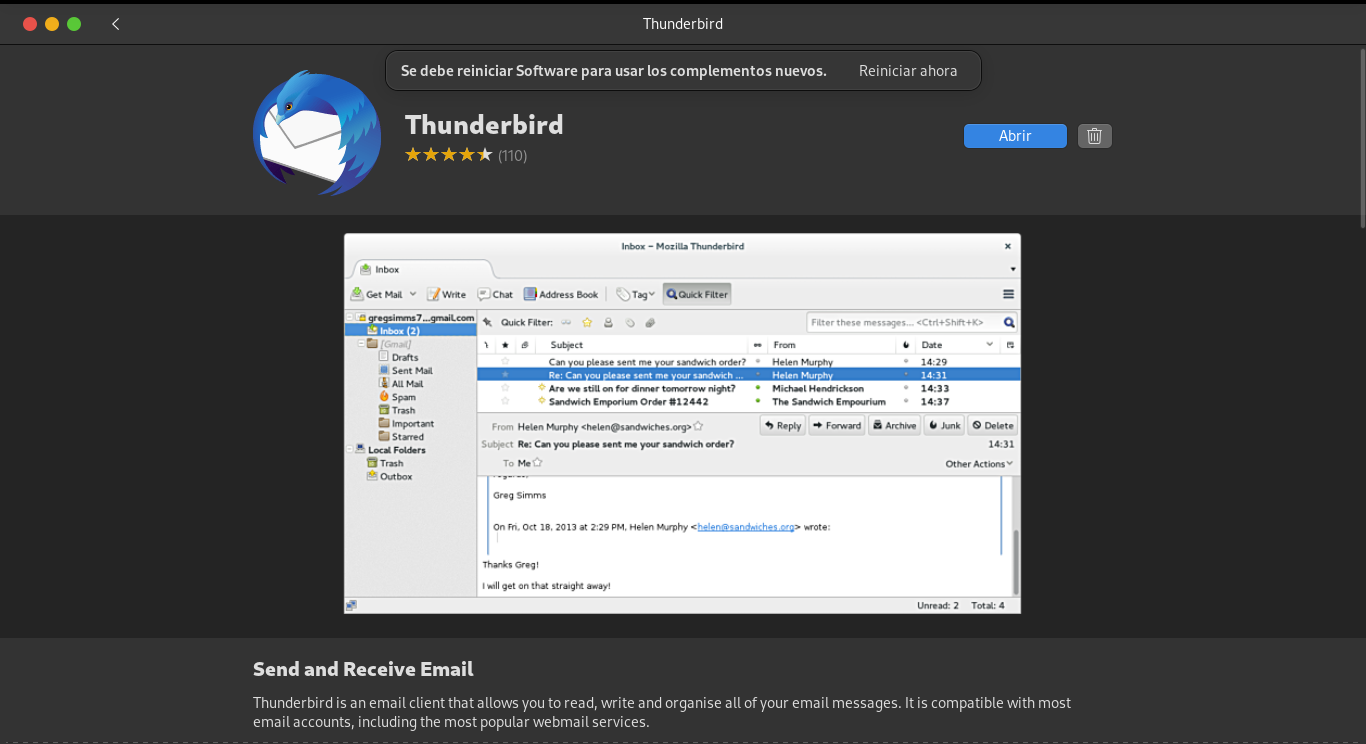 Thunderbird
Se debe reiniciar Software para usar los complementos nuevos. Reiniciar ahora
Thunderbird
(110)
Abrir
Inbox - Mozilla Thunderbird
Inbox
Get Mail Write Chat Address Book Tag Quick Filter
gregsimms7...gmail.com
Inbox (2)
[Gmail]
Drafts
Sent Mail
All Mail
Spam
Trash
Important
Starred
Local Folders
Trash
Outbox
Quick Filter: Filter these messages... <Ctrl+Shift+K>
Subject From Date
Can you please sent me your sandwich order? Helen Murphy 14:29
Re: Can you please sent me your sandwich ... Helen Murphy 14:31
Are we still on for dinner tomorrow night? Michael Hendrickson 14:33
Sandwich Emporium Order #12442 The Sandwich Empourium 14:37
From Helen Murphy <helen@sandwiches.org> Reply Forward Archive Junk Delete
Subject Re: Can you please sent me your sandwich order? 14:31
To Me Other Actions
Greg Simms
On Fri, Oct 18, 2013 at 2:29 PM, Helen Murphy <helen@sandwiches.org> wrote:
Thanks Greg!
I will get on that straight away!
Unread: 2 Total: 4
Send and Receive Email
Thunderbird is an email client that allows you to read, write and organise all of your email messages. It is compatible with most
email accounts, including the most popular webmail services.